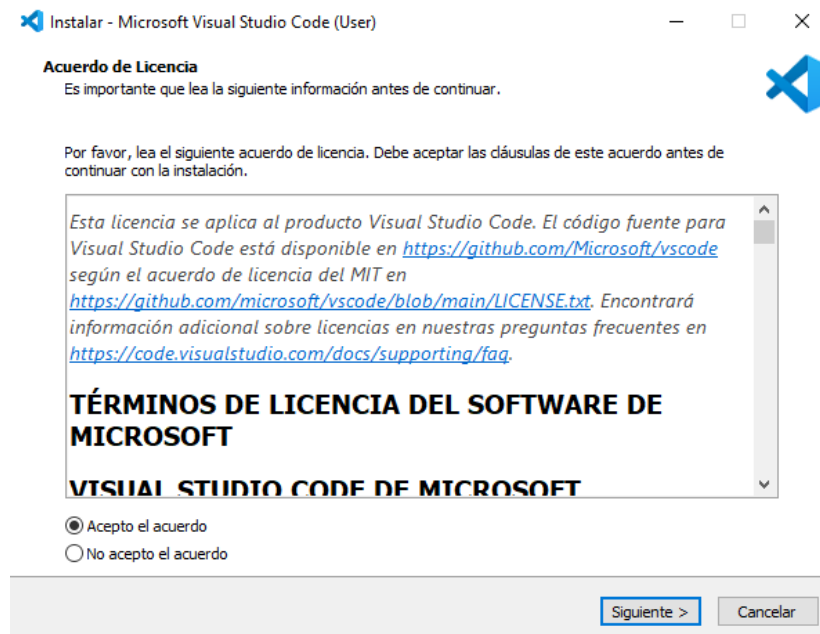 Instalar - Microsoft Visual Studio Code (User)
Acuerdo de Licencia
Es importante que lea la siguiente información antes de continuar.
Por favor, lea el siguiente acuerdo de licencia. Debe aceptar las cláusulas de este acuerdo antes de
continuar con la instalación.
Esta licencia se aplica al producto Visual Studio Code. El código fuente para
Visual Studio Code está disponible en https://github.com/Microsoft/vscode
según el acuerdo de licencia del MIT en
https://github.com/microsoft/vscode/blob/main/LICENSE.txt. Encontrará
información adicional sobre licencias en nuestras preguntas frecuentes en
https://code.visualstudio.com/docs/supporting/faq.
TÉRMINOS DE LICENCIA DEL SOFTWARE DE
MICROSOFT
VISUAL STUDIO CODE DE MICROSOFT
Acepto el acuerdo
No acepto el acuerdo
Siguiente >
Cancelar